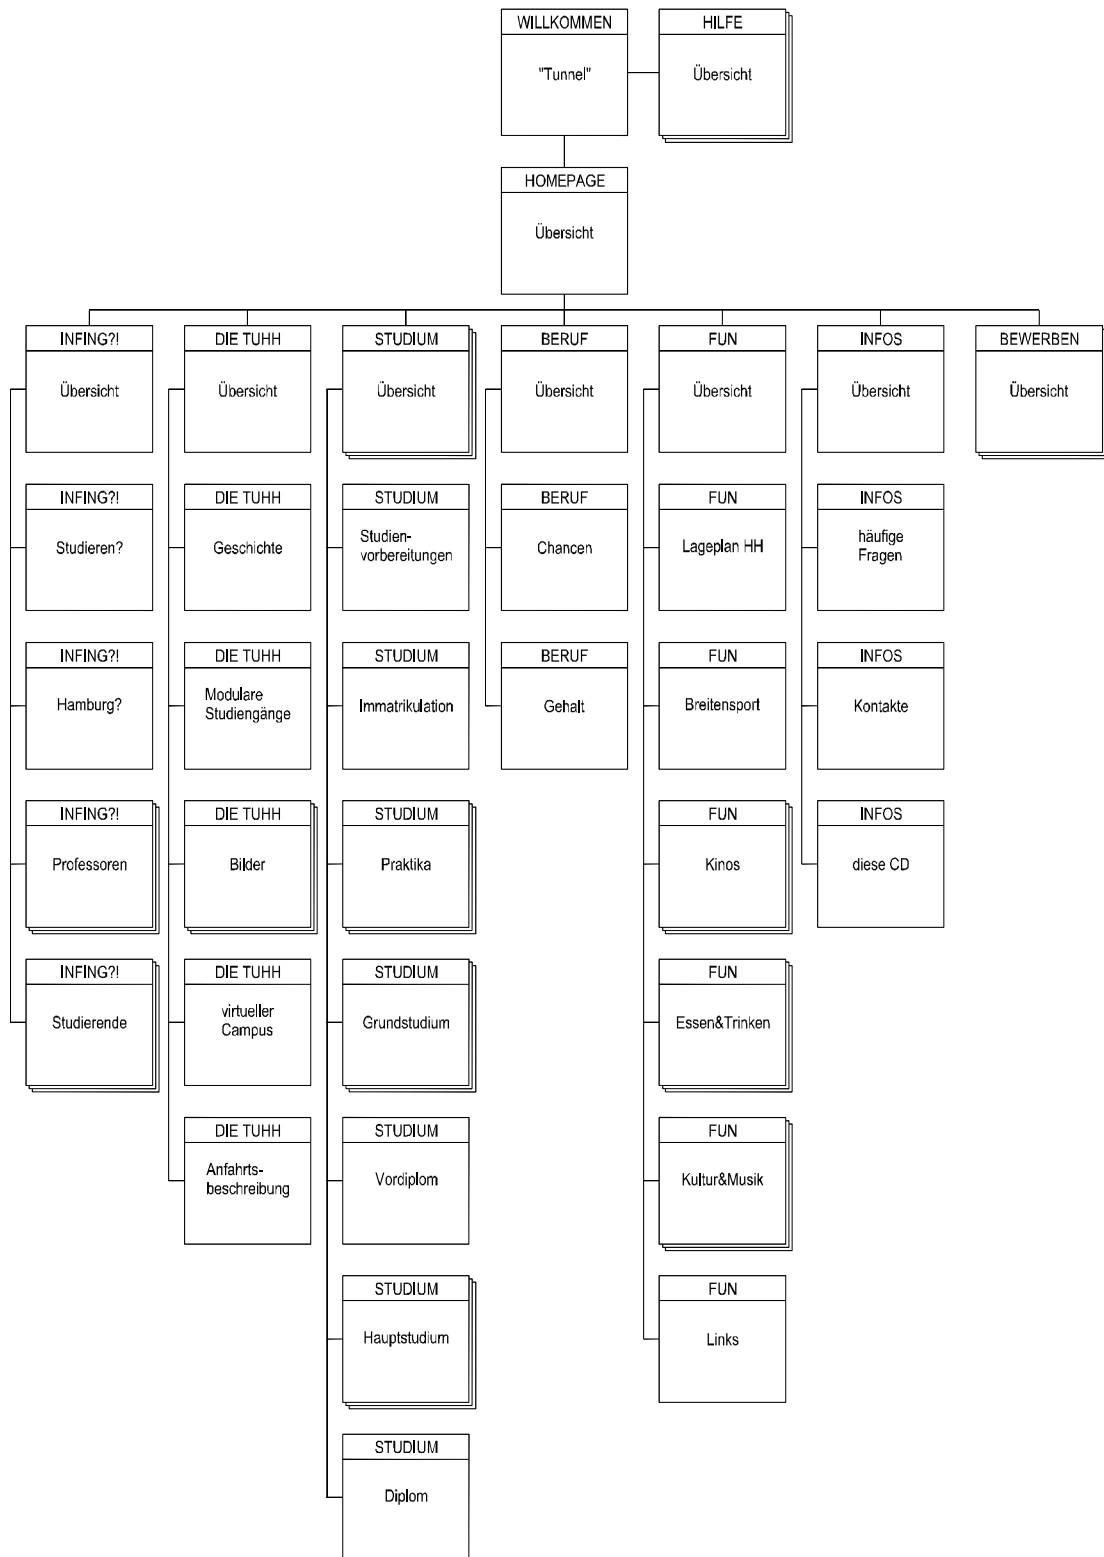 WILLKOMMEN
"Tunnel"
HILFE
Übersicht
HOMEPAGE
Übersicht
INFING?!
Übersicht
INFING?!
Studieren?
INFING?!
Hamburg?
INFING?!
Professoren
INFING?!
Studierende
DIE TUHH
Übersicht
DIE TUHH
Geschichte
DIE TUHH
Modulare
Studiengänge
DIE TUHH
Bilder
DIE TUHH
virtueller
Campus
DIE TUHH
Anfahrts-
beschreibung
STUDIUM
Übersicht
STUDIUM
Studien-
vorbereitungen
STUDIUM
Immatrikulation
STUDIUM
Praktika
STUDIUM
Grundstudium
STUDIUM
Vordiplom
STUDIUM
Hauptstudium
STUDIUM
Diplom
BERUF
Übersicht
BERUF
Chancen
BERUF
Gehalt
FUN
Übersicht
FUN
Lageplan HH
FUN
Breitensport
FUN
Kinos
FUN
Essen&Trinken
FUN
Kultur&Musik
FUN
Links
INFOS
Übersicht
INFOS
häufige
Fragen
INFOS
Kontakte
INFOS
diese CD
BEWERBEN
Übersicht